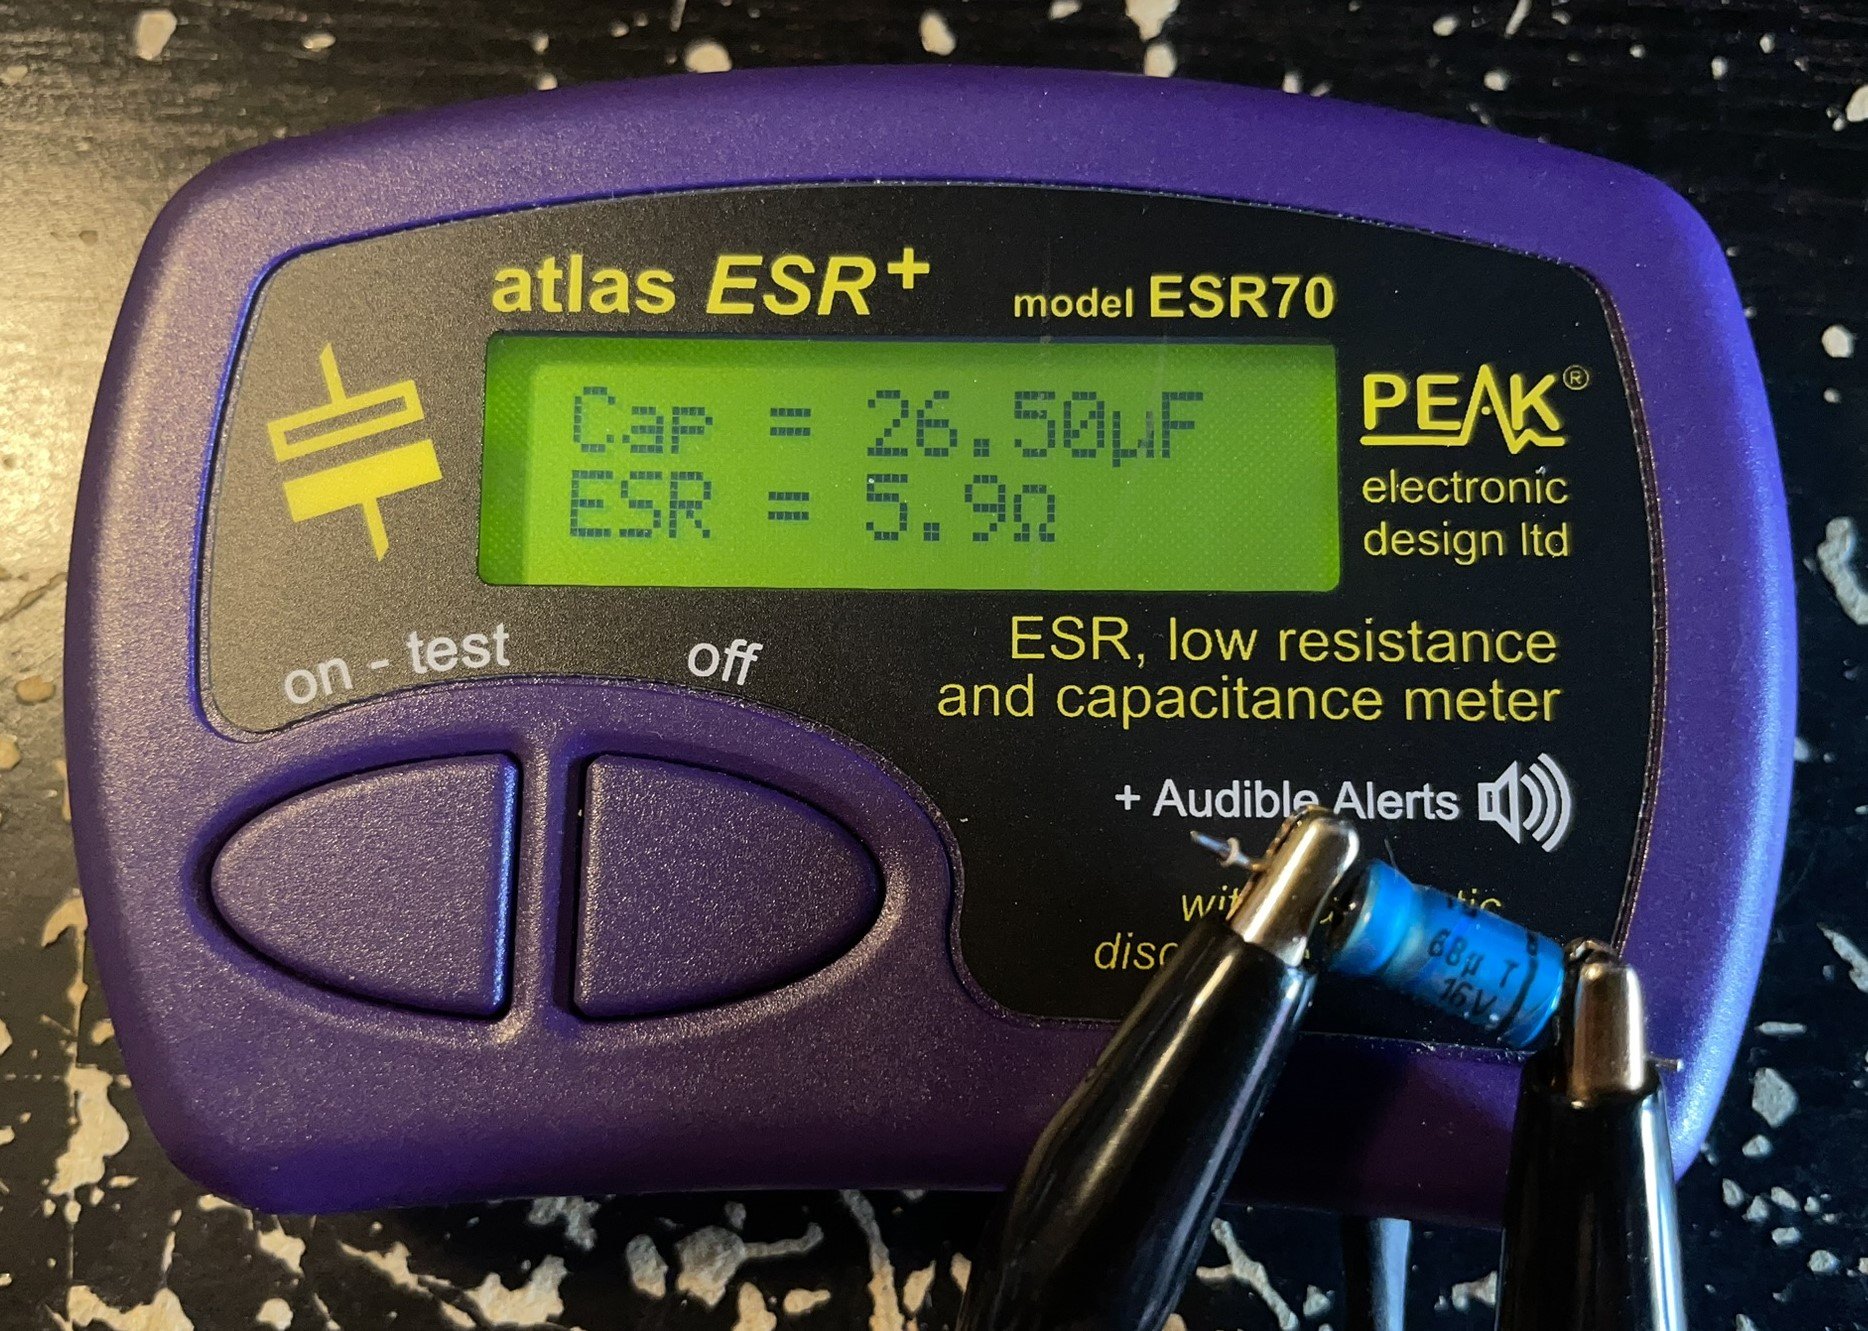 atlas ESR+
model ESR70
Cap = 26.50µF
ESR = 5.9Ω
PEAK®
electronic
design ltd
on - test
off
ESR, low resistance
and capacitance meter
+ Audible Alerts
68µ T
16V